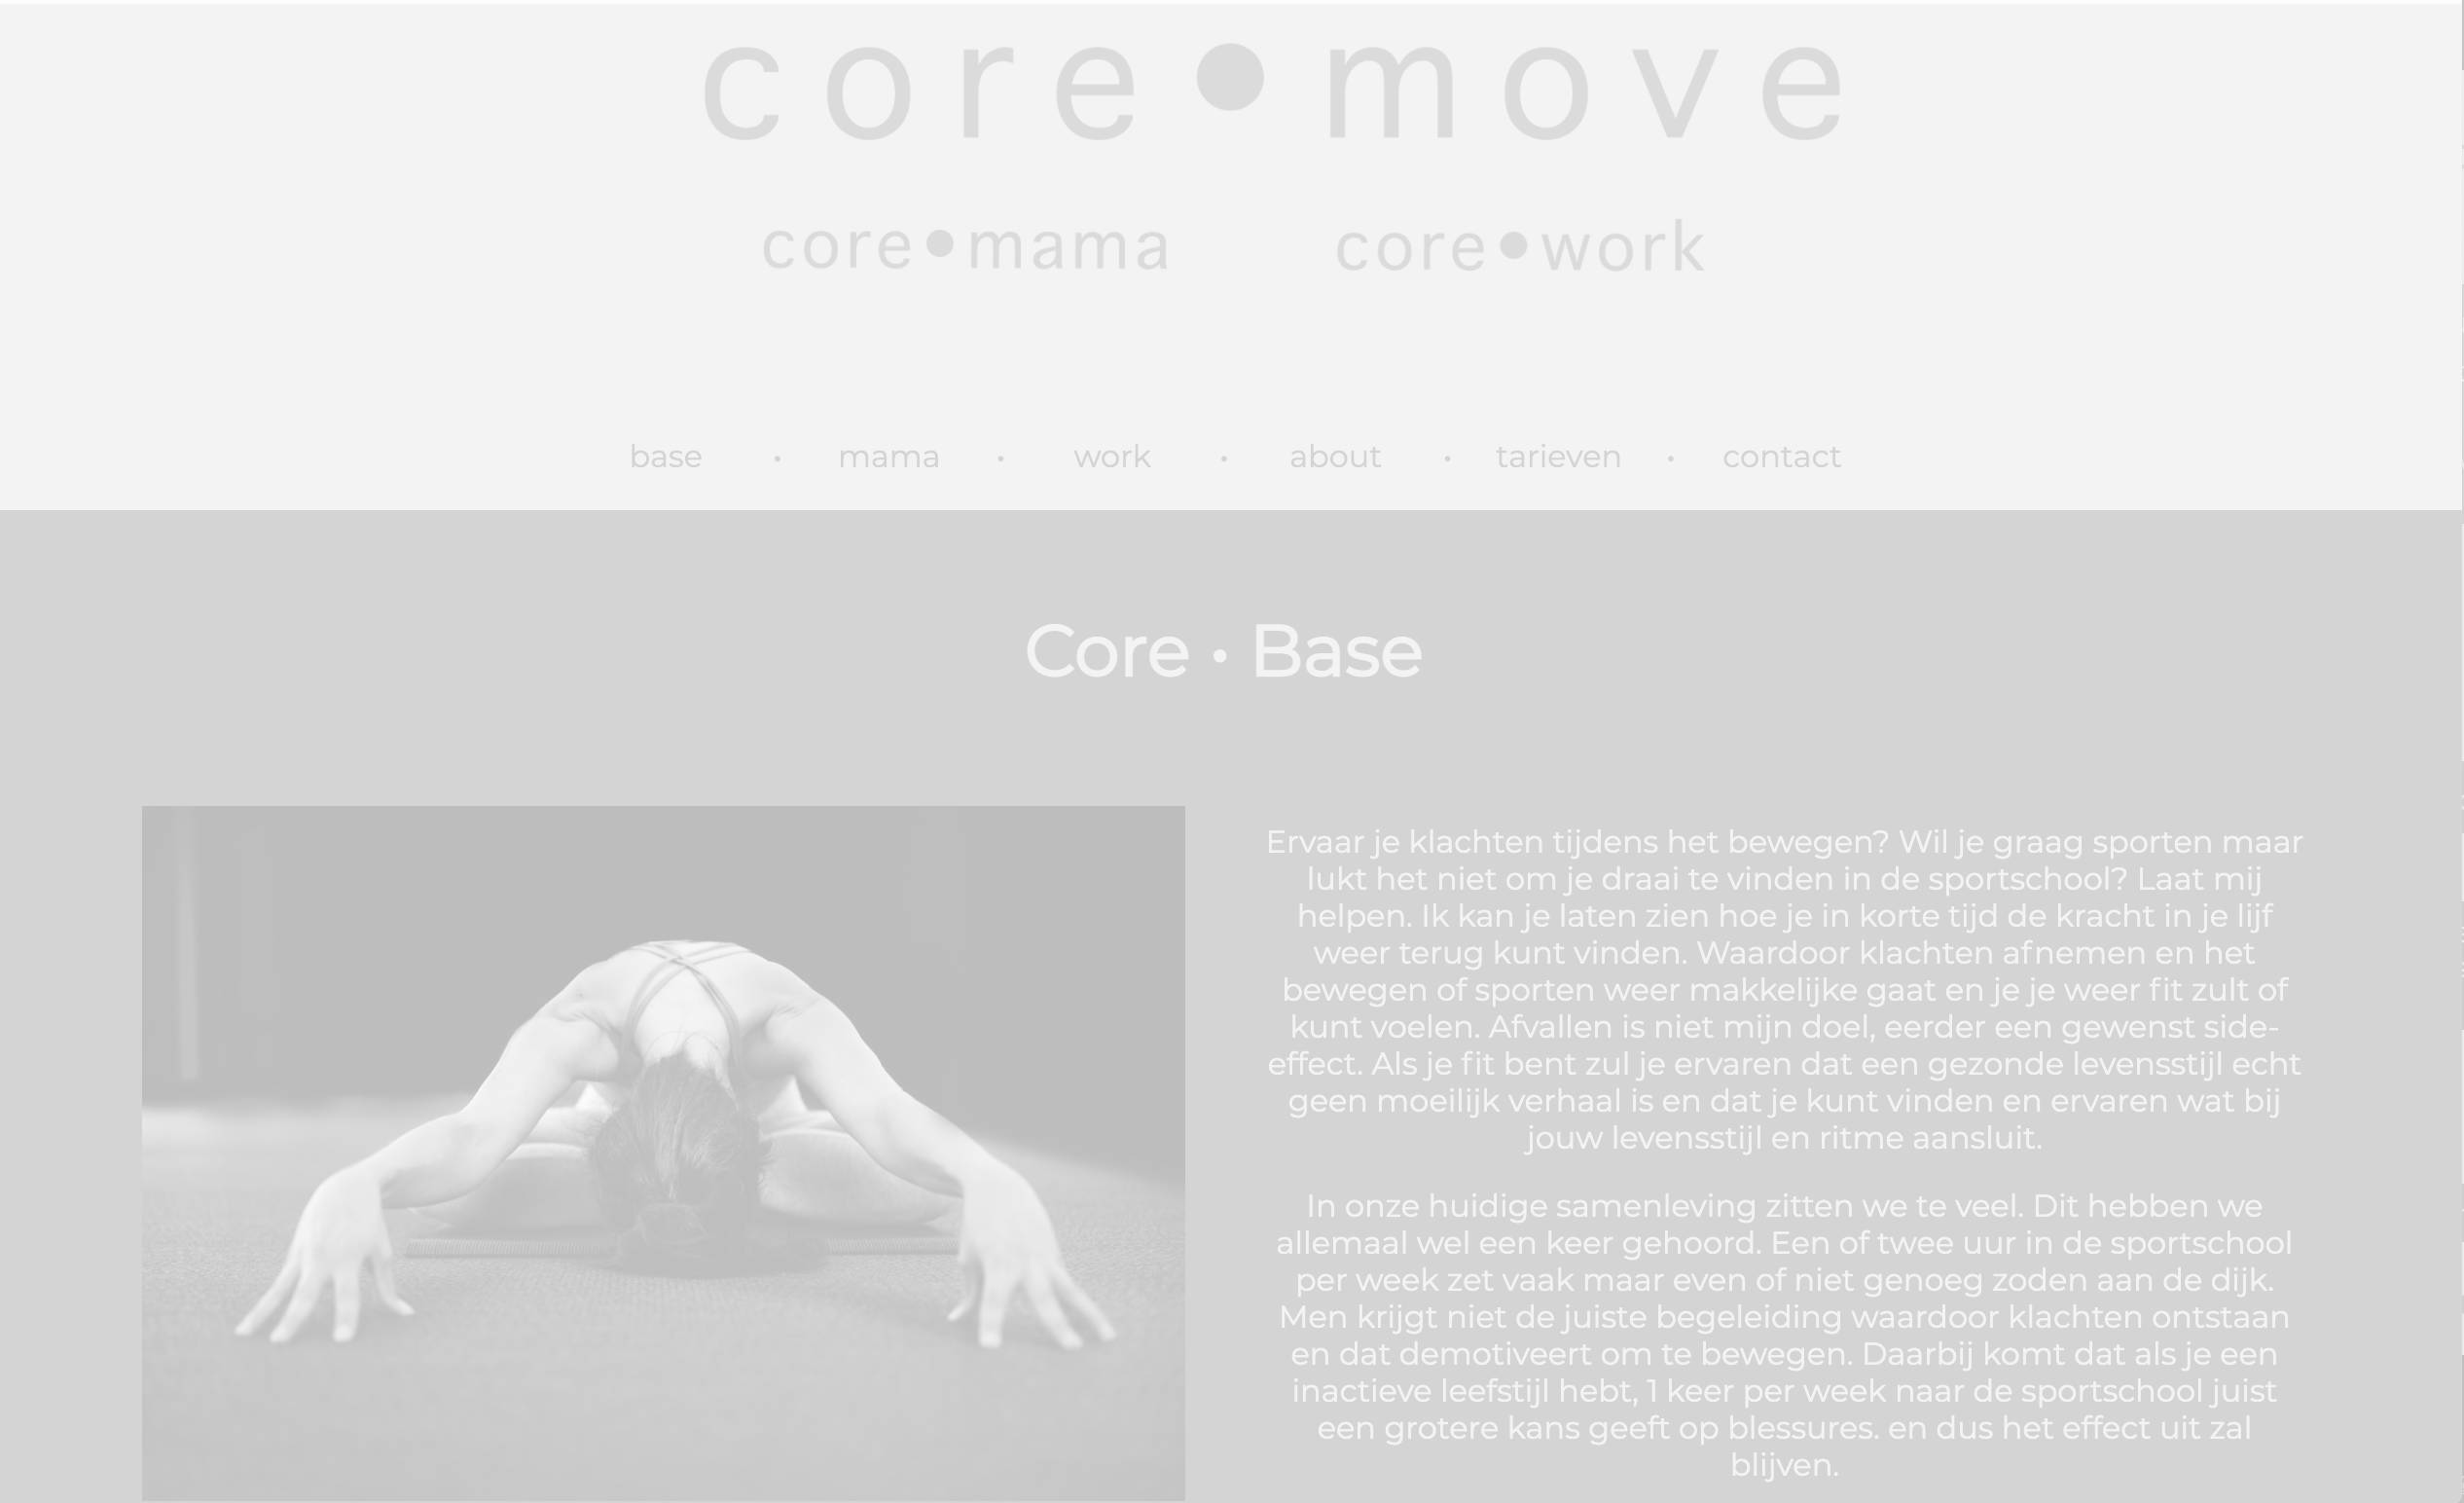 core•move
core•mama
core•work
base • mama • work • about • tarieven • contact
Core • Base
Ervaar je klachten tijdens het bewegen? Wil je graag sporten maar
lukt het niet om je draai te vinden in de sportschool? Laat mij
helpen. Ik kan je laten zien hoe je in korte tijd de kracht in je lijf
weer terug kunt vinden. Waardoor klachten afnemen en het
bewegen of sporten weer makkelijke gaat en je je weer fit zult of
kunt voelen. Afvallen is niet mijn doel, eerder een gewenst side-
effect. Als je fit bent zul je ervaren dat een gezonde levensstijl echt
geen moeilijk verhaal is en dat je kunt vinden en ervaren wat bij
jouw levensstijl en ritme aansluit.
In onze huidige samenleving zitten we te veel. Dit hebben we
allemaal wel een keer gehoord. Een of twee uur in de sportschool
per week zet vaak maar even of niet genoeg zoden aan de dijk.
Men krijgt niet de juiste begeleiding waardoor klachten ontstaan
en dat demotiveert om te bewegen. Daarbij komt dat als je een
inactieve leefstijl hebt, 1 keer per week naar de sportschool juist
een grotere kans geeft op blessures. en dus het effect uit zal
blijven.